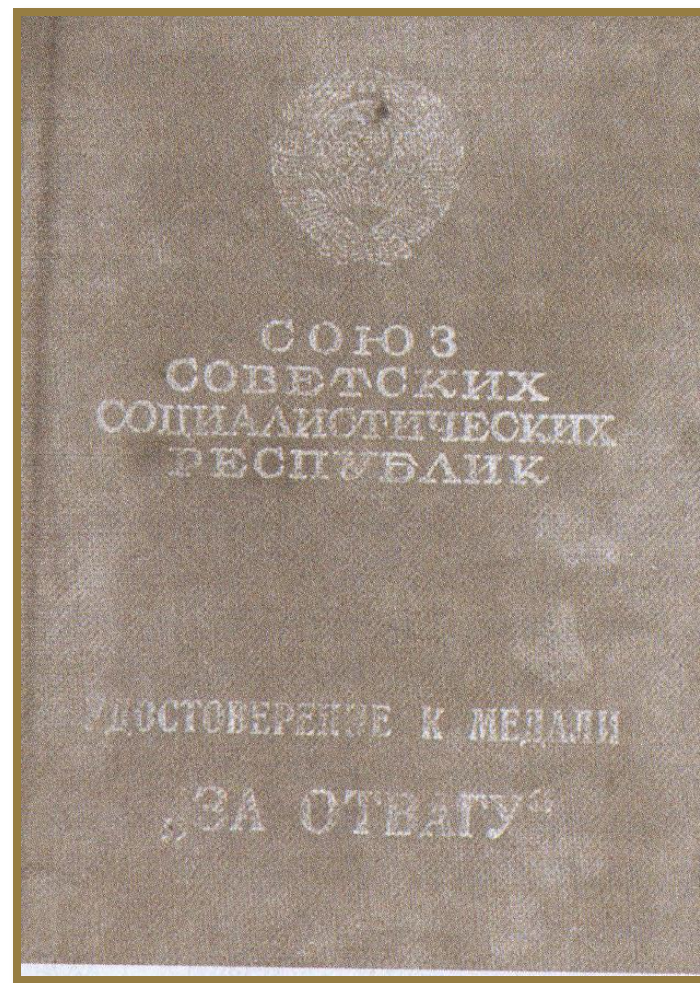 СОЮЗ
СОВЕТСКИХ
СОЦИАЛИСТИЧЕСКИХ
РЕСПУБЛИК
УДОСТОВЕРЕНИЕ К МЕДАЛИ
„ЗА ОТВАГУ“